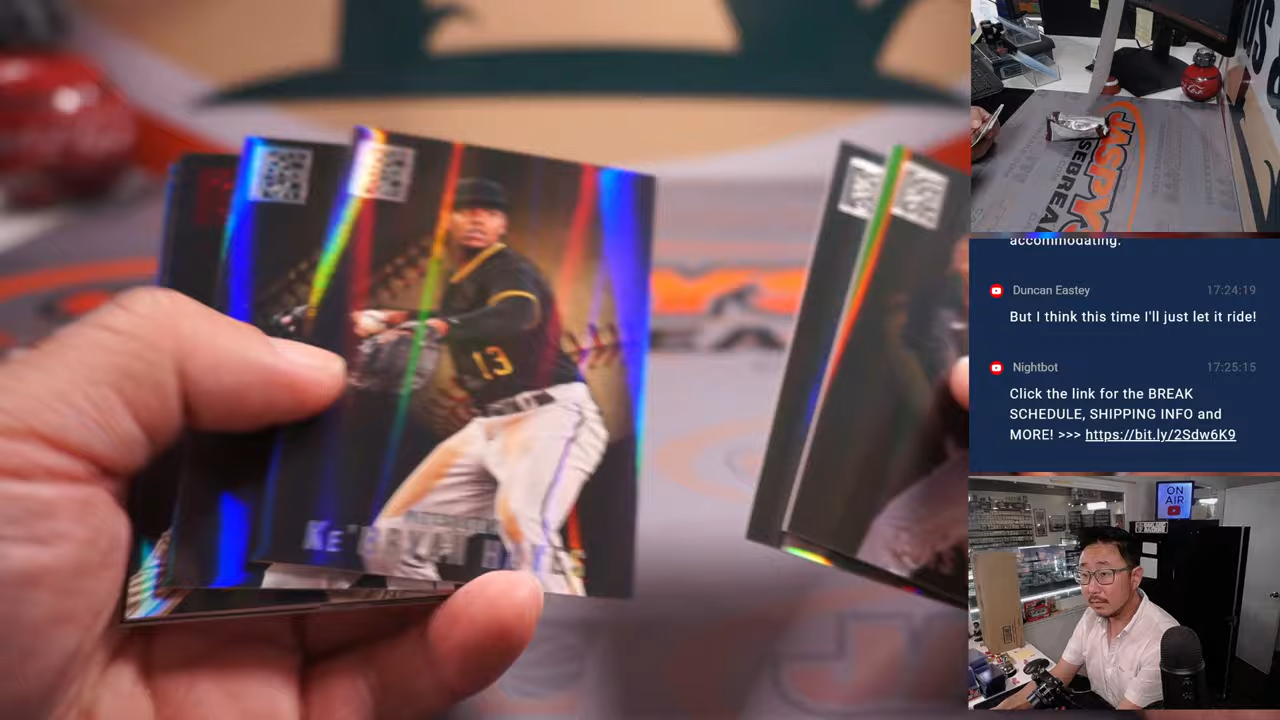 13
JASPY'S
accommodating.
Duncan Eastey 17:24:19
But I think this time I'll just let it ride!
Nightbot 17:25:15
Click the link for the BREAK
SCHEDULE, SHIPPING INFO and
MORE! >>> https://bit.ly/2Sdw6K9
ON
AIR